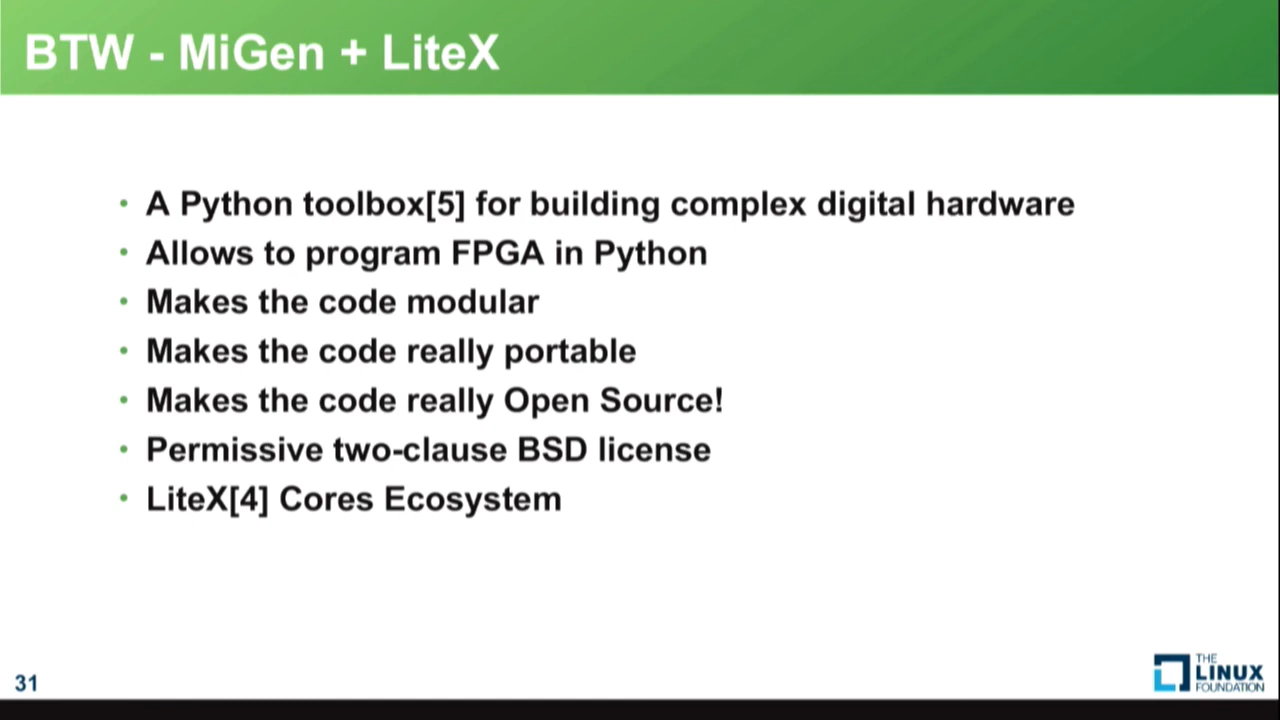 BTW - MiGen + LiteX
• A Python toolbox[5] for building complex digital hardware
• Allows to program FPGA in Python
• Makes the code modular
• Makes the code really portable
• Makes the code really Open Source!
• Permissive two-clause BSD license
• LiteX[4] Cores Ecosystem
31
THE
LINUX
FOUNDATION